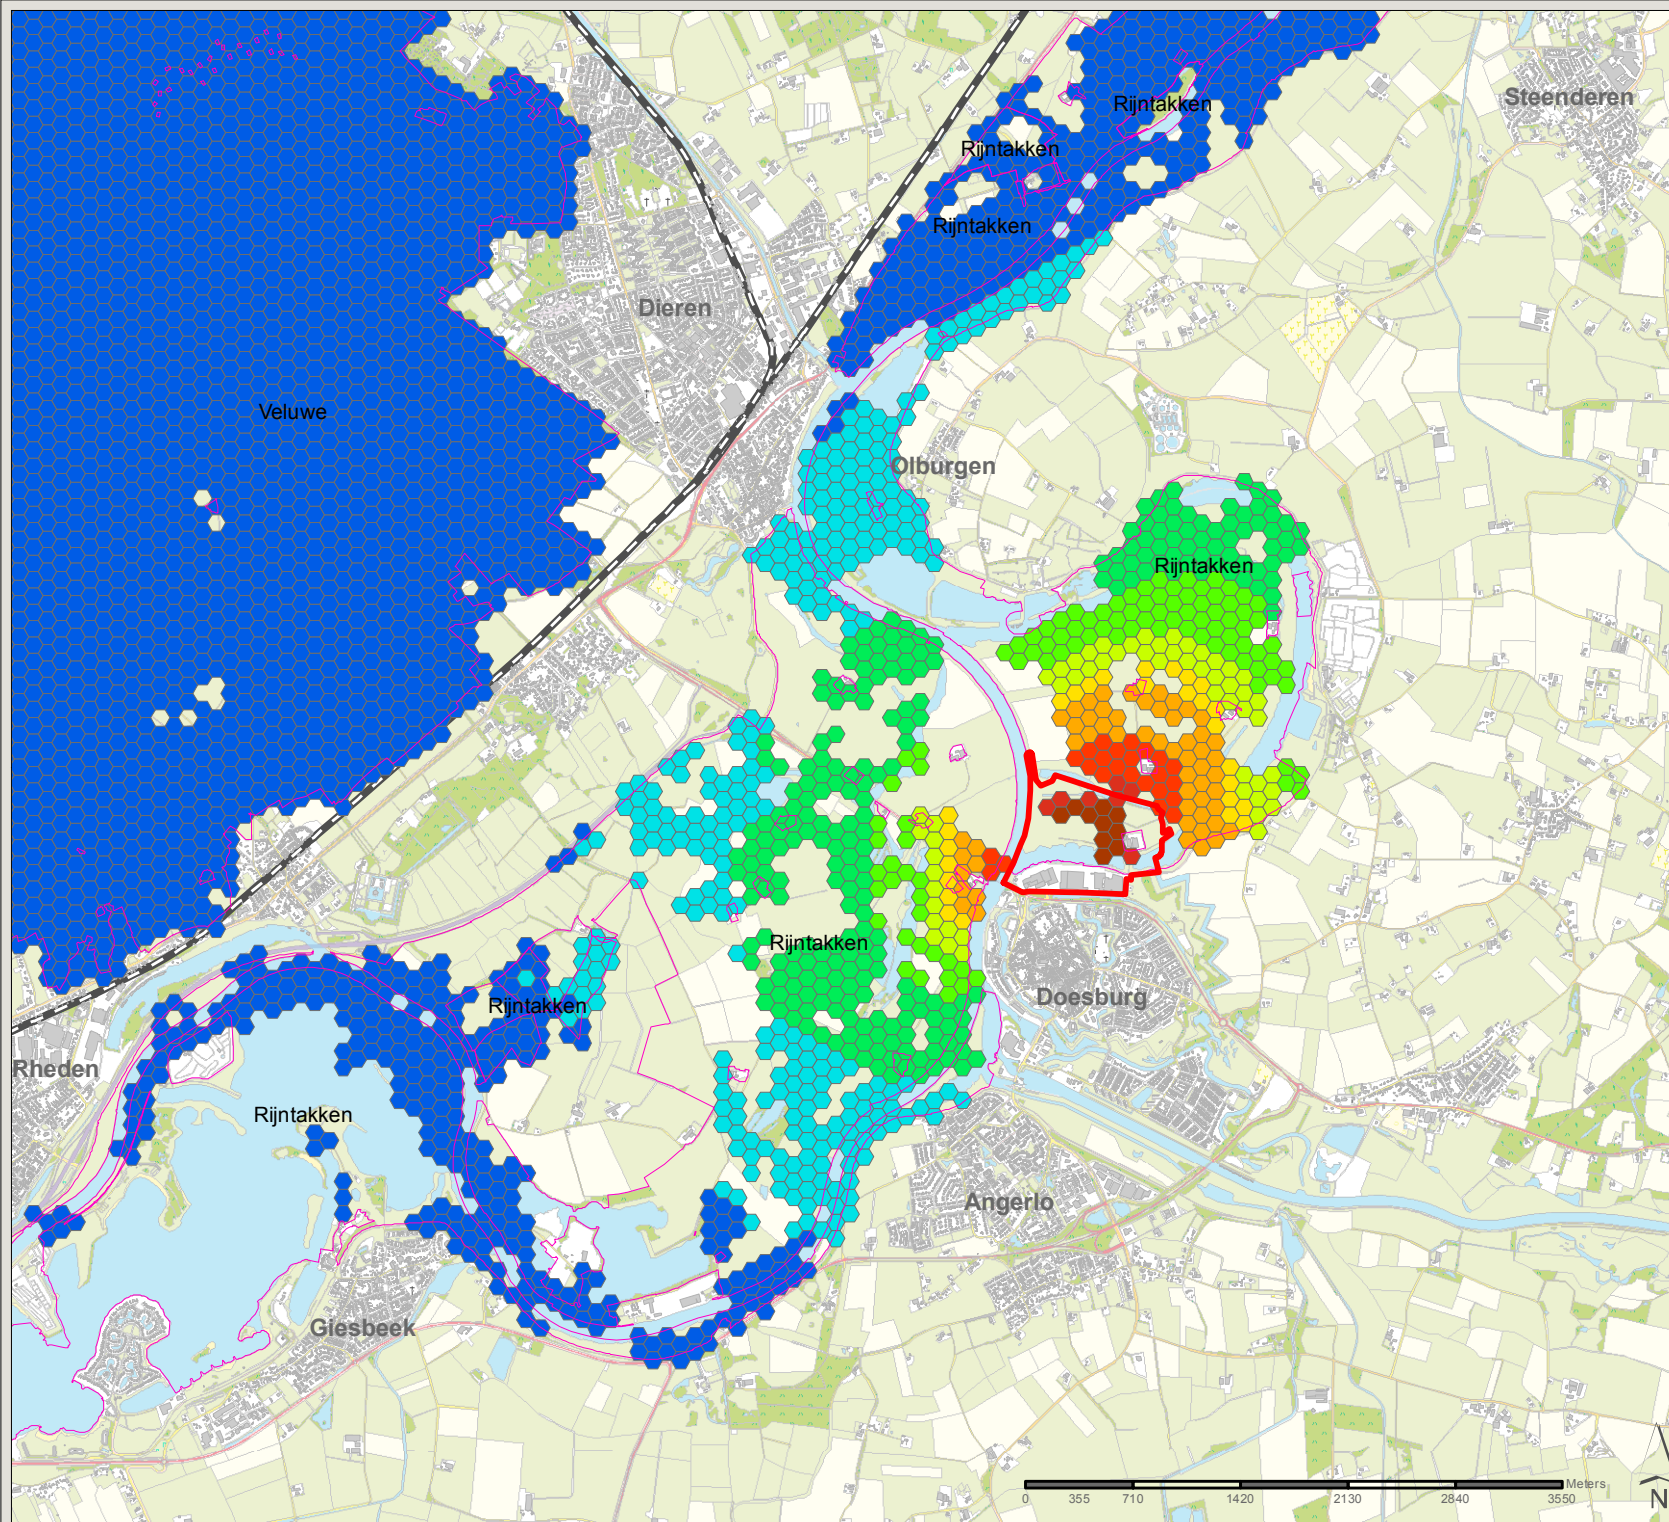 Steenderen
Rijntakken
Rijntakken
Rijntakken
Dieren
Veluwe
Olburgen
Rijntakken
Rijntakken
Doesburg
Rijntakken
Rheden
Rijntakken
Angerlo
Giesbeek
Meters
0 355 710 1420 2130 2840 3550
N